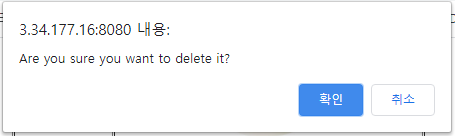 3.34.177.16:8080 내용:
Are you sure you want to delete it?
확인 취소